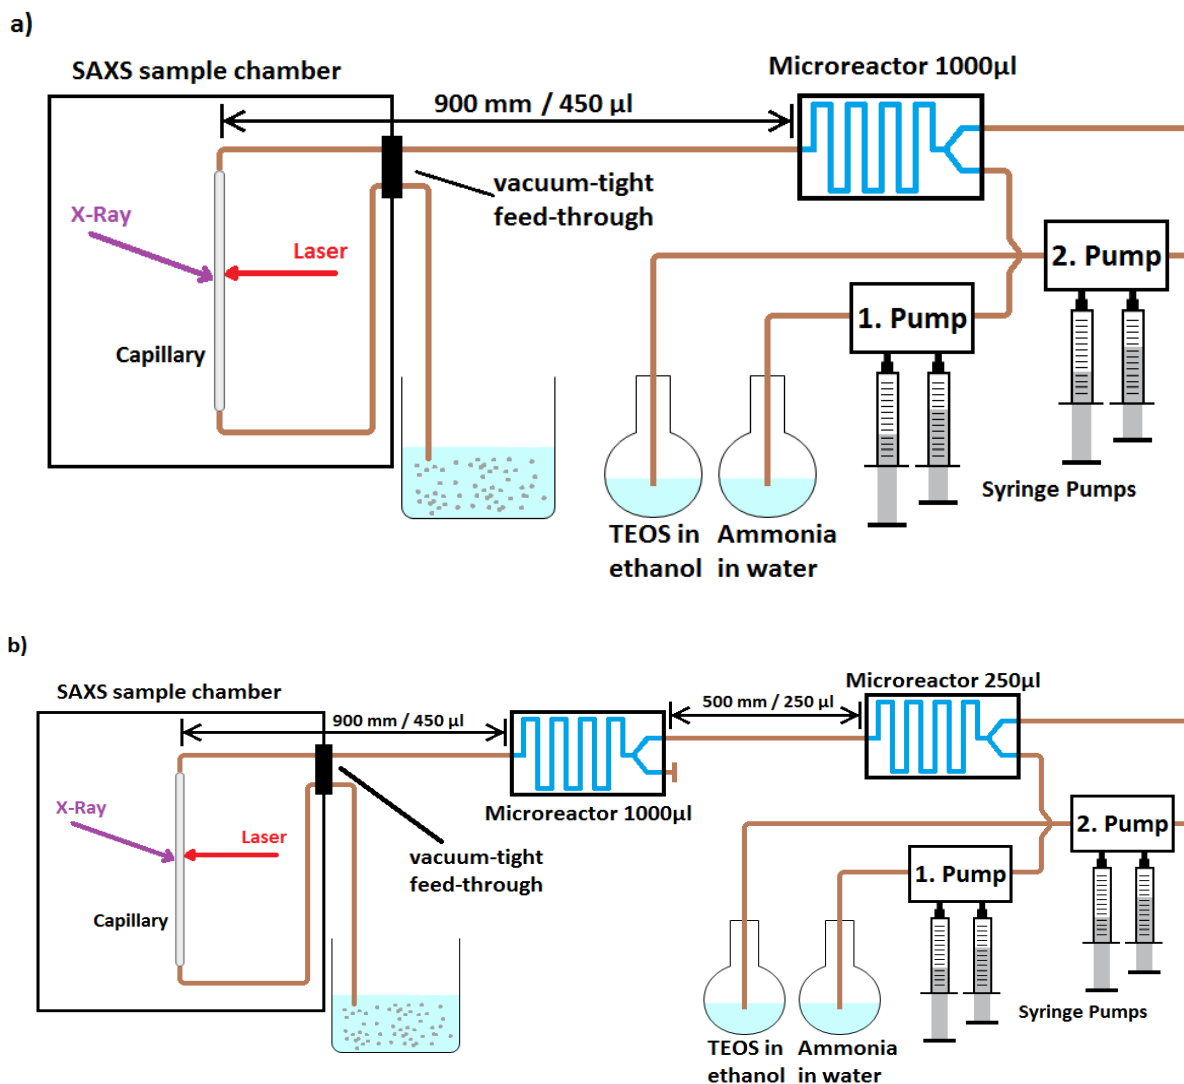 a)
SAXS sample chamber
Microreactor 1000µl
900 mm / 450 µl
vacuum-tight
feed-through
X-Ray
Laser
2. Pump
1. Pump
Capillary
Syringe Pumps
TEOS in
ethanol
Ammonia
in water
b)
SAXS sample chamber
Microreactor 250µl
500 mm / 250 µl
900 mm / 450 µl
Microreactor 1000µl
X-Ray
Laser
2. Pump
vacuum-tight
feed-through
1. Pump
Capillary
Syringe Pumps
TEOS in
ethanol
Ammonia
in water